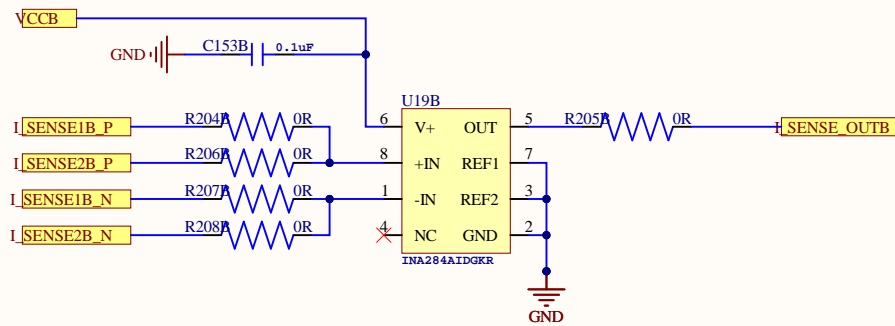 VCCB
GND
C153B
0.1uF
U19B
I_SENSE1B_P
R204B
0R
6
V+
OUT
5
R205B
0R
I_SENSE_OUTB
I_SENSE2B_P
R206B
0R
8
+IN
REF1
7
I_SENSE1B_N
R207B
0R
1
-IN
REF2
3
I_SENSE2B_N
R208B
0R
4
NC
GND
2
INA284AIDGKR
GND